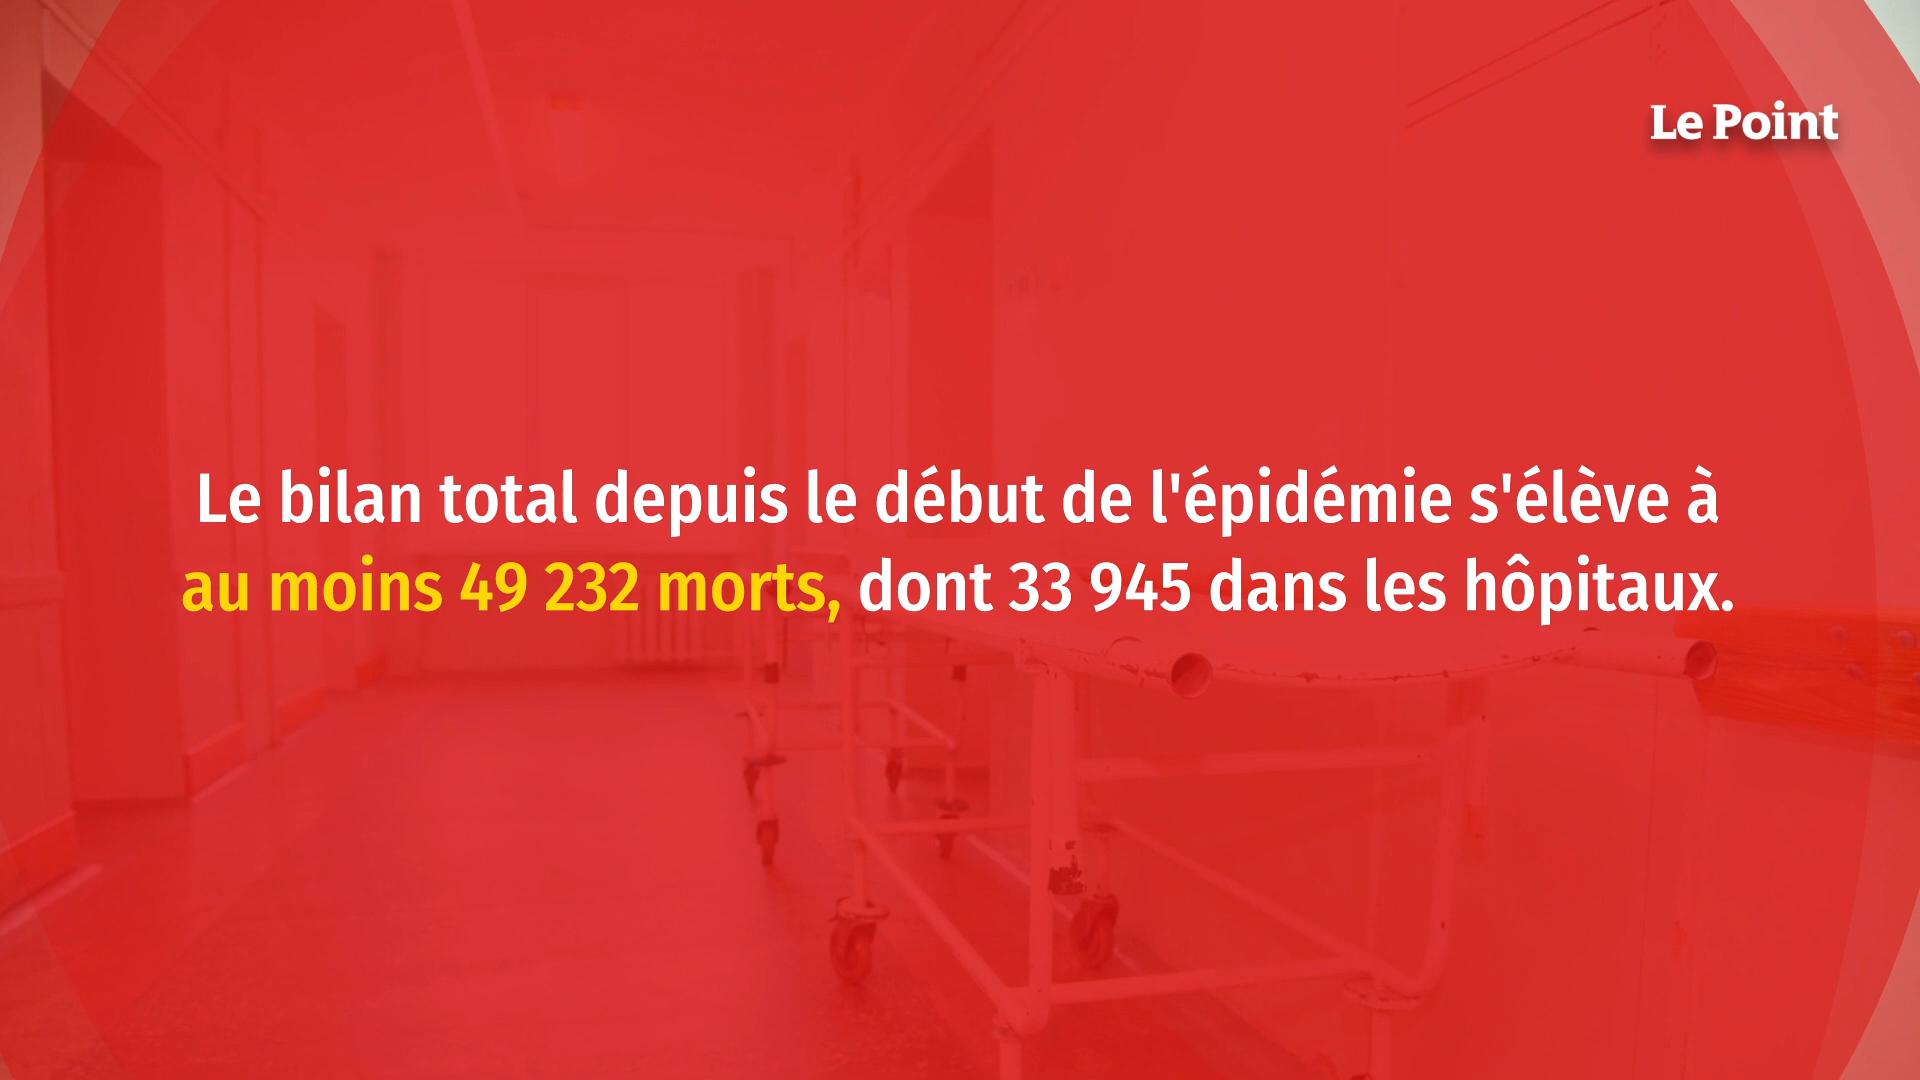 Le Point
Le bilan total depuis le début de l'épidémie s'élève à
au moins 49 232 morts, dont 33 945 dans les hôpitaux.